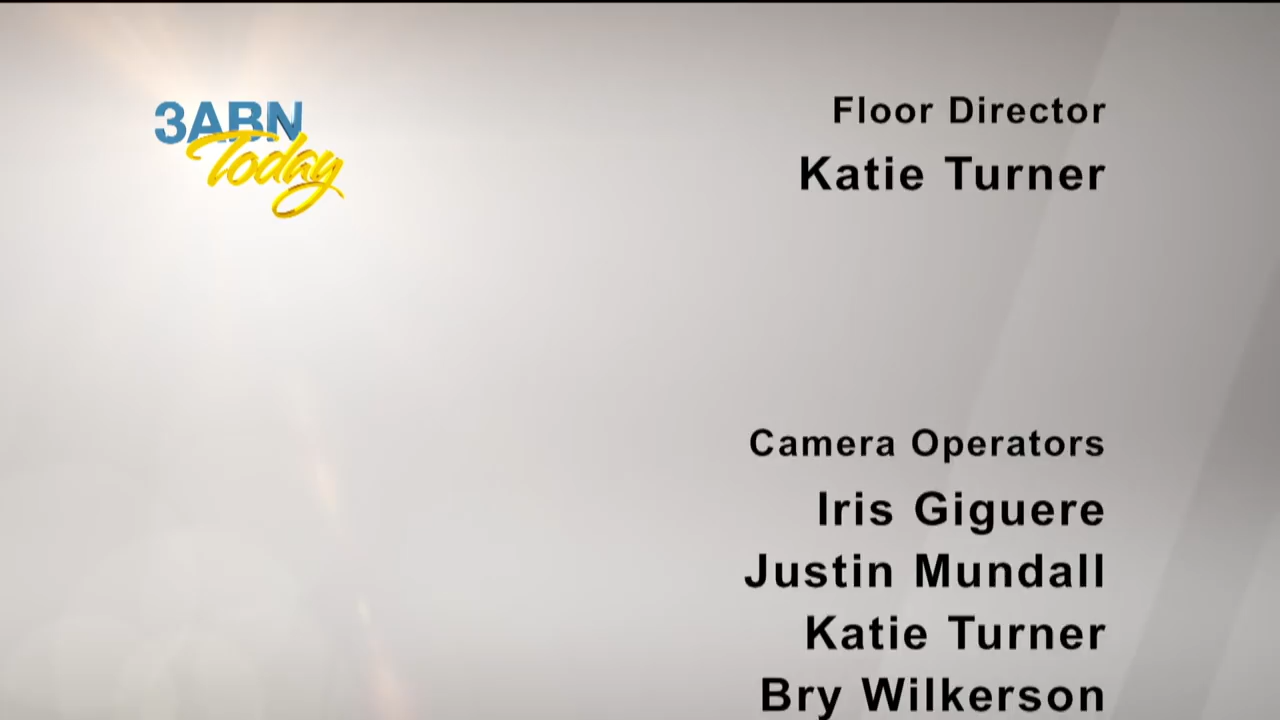 3ABN
Today
Floor Director
Katie Turner
Camera Operators
Iris Giguere
Justin Mundall
Katie Turner
Bry Wilkerson